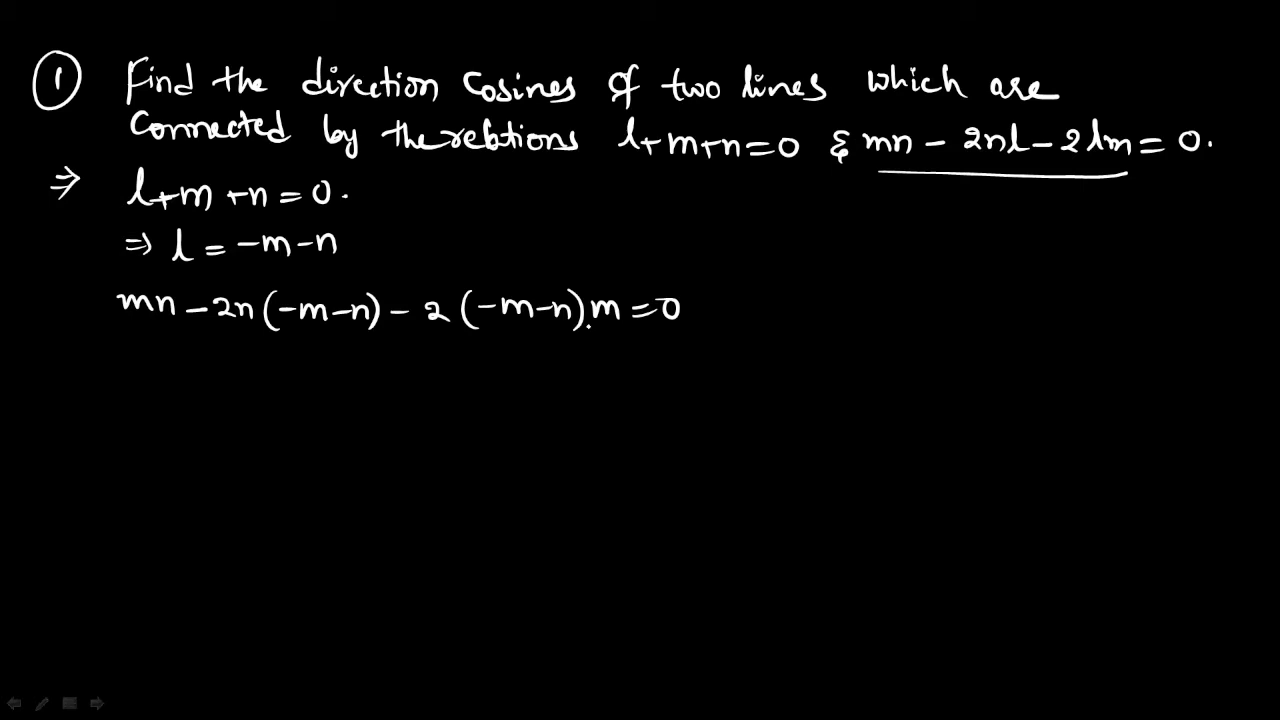 ① Find the direction Cosines of two lines which are
Connected by the relations l+m+n=0 & mn-2nl-2lm=0.
⇒ l+m+n=0.
⇒ l=-m-n
mn-2n(-m-n)-2(-m-n).m=0